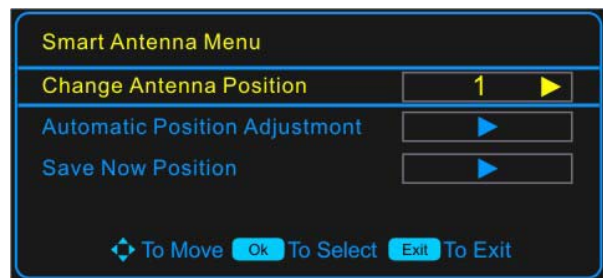 Smart Antenna Menu
Change Antenna Position 1
Automatic Position Adjustmont
Save Now Position
To Move Ok To Select Exit To Exit